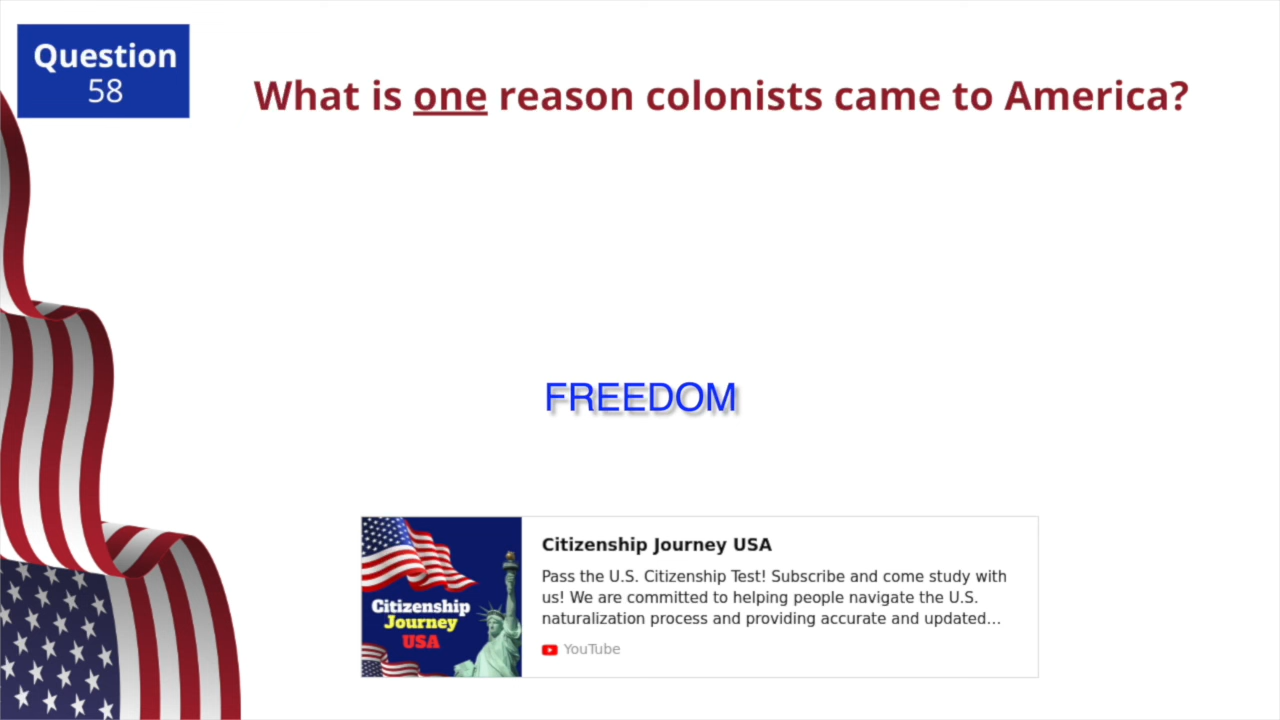 Question
58
What is one reason colonists came to America?
FREEDOM
Citizenship Journey USA
Pass the U.S. Citizenship Test! Subscribe and come study with
us! We are committed to helping people navigate the U.S.
naturalization process and providing accurate and updated...
YouTube
Citizenship
Journey
USA